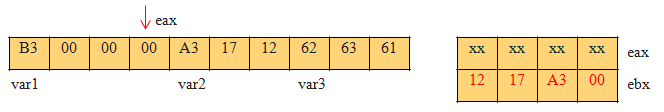 eax
B3 00 00 00 A3 17 12 62 63 61
var1 var2 var3
xx xx xx xx eax
12 17 A3 00 ebx